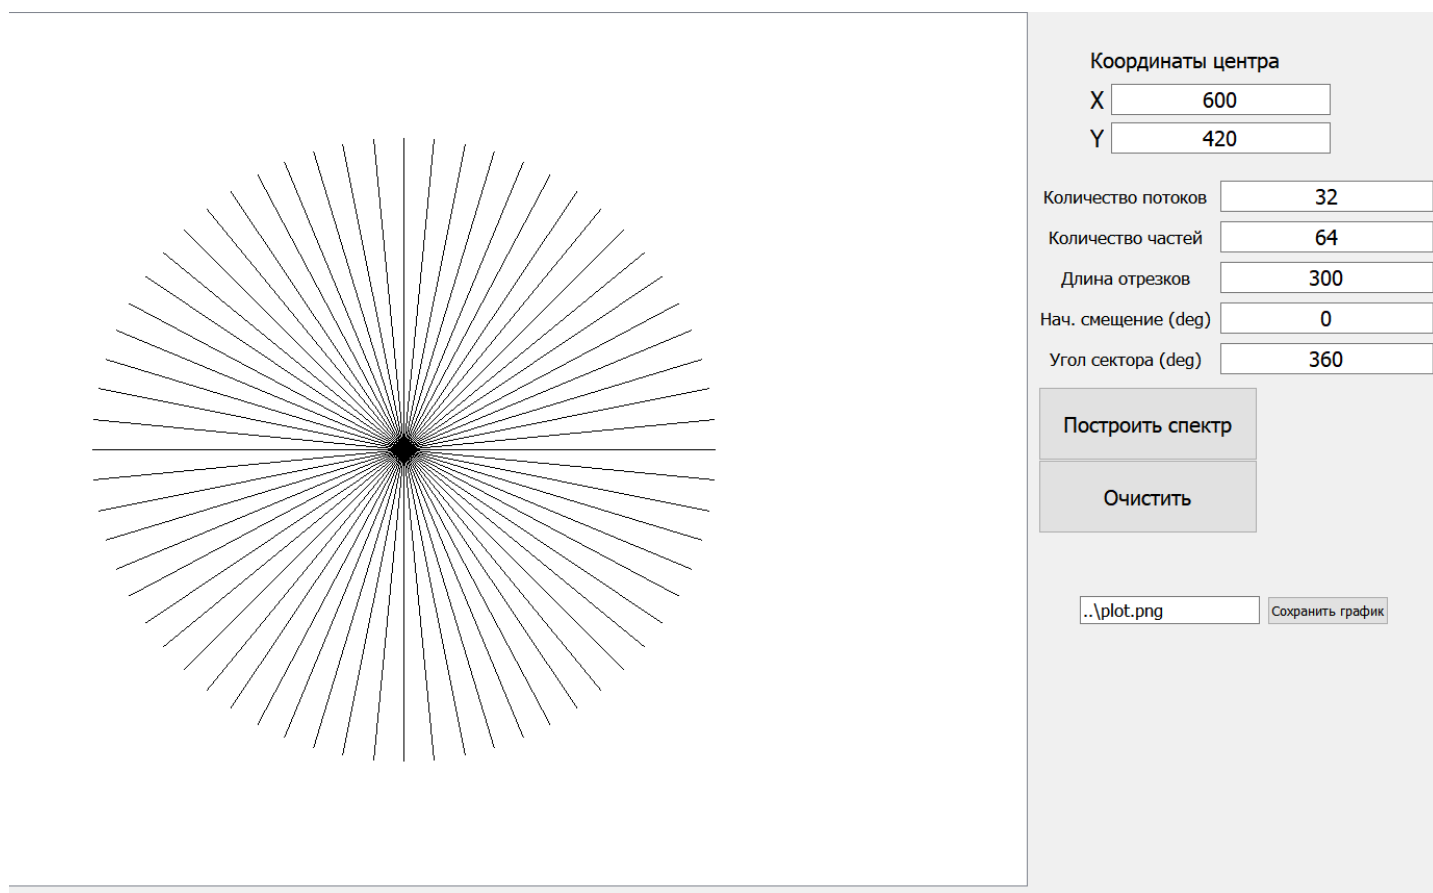 Координаты центра
X 600
Y 420
Количество потоков 32
Количество частей 64
Длина отрезков 300
Нач. смещение (deg) 0
Угол сектора (deg) 360
Построить спектр
Очистить
..\plot.png Сохранить график